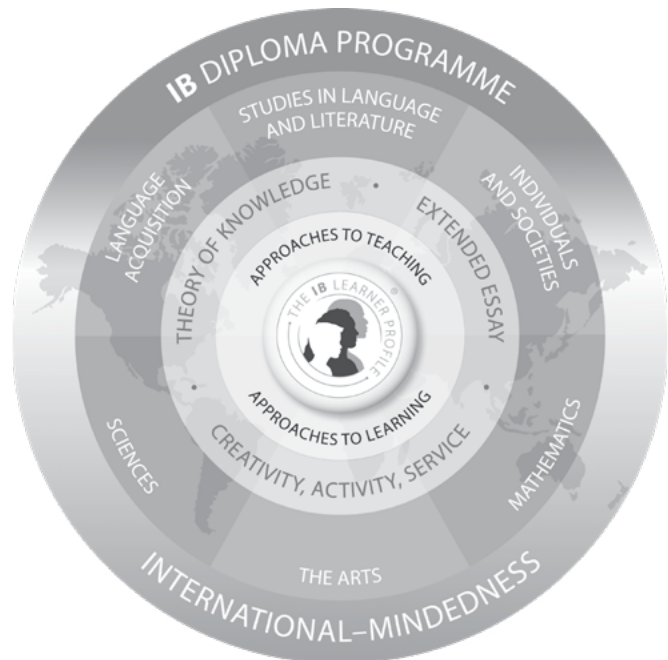 IB DIPLOMA PROGRAMME
STUDIES IN LANGUAGE
AND LITERATURE
LANGUAGE
ACQUISITION
INDIVIDUALS
AND SOCIETIES
THEORY OF KNOWLEDGE
EXTENDED ESSAY
APPROACHES TO TEACHING
THE IB LEARNER PROFILE
®
APPROACHES TO LEARNING
CREATIVITY, ACTIVITY, SERVICE
SCIENCES
MATHEMATICS
THE ARTS
INTERNATIONAL–MINDEDNESS